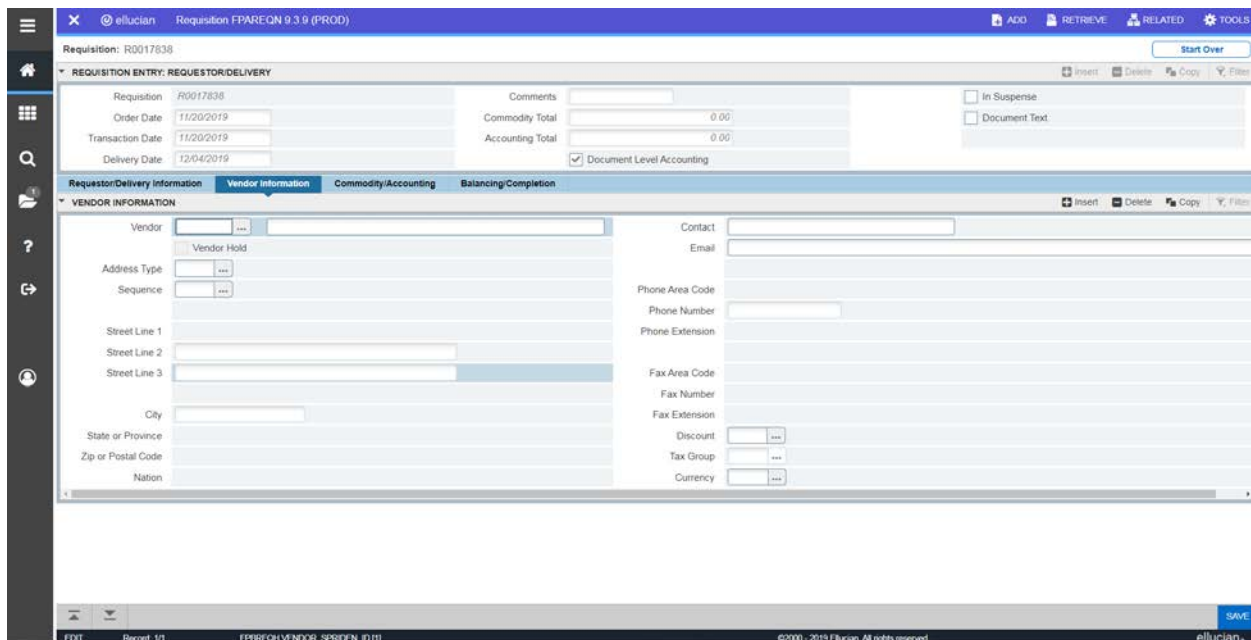 ellucian Requisition FPAREQN 9.3.9 (PROD) ADD RETRIEVE RELATED TOOLS
Requisition: R0017838 Start Over
REQUISITION ENTRY: REQUESTOR/DELIVERY Insert Delete Copy Filter
Requisition R0017838 Comments In Suspense
Order Date 11/20/2019 Commodity Total 0.00 Document Text
Transaction Date 11/20/2019 Accounting Total 0.00
Delivery Date 12/04/2019 Document Level Accounting
Requestor/Delivery Information Vendor Information Commodity/Accounting Balancing/Completion
VENDOR INFORMATION Insert Delete Copy Filter
Vendor ... Contact
Vendor Hold Email
Address Type ...
Sequence ... Phone Area Code
Phone Number
Street Line 1 Phone Extension
Street Line 2
Street Line 3 Fax Area Code
Fax Number
City Fax Extension
State or Province Discount ...
Zip or Postal Code Tax Group ...
Nation Currency ...
SAVE
EDIT Record: 1/1 FPBREQH.VENDOR_SPRIDEN_ID [1] ©2000 - 2019 Ellucian. All rights reserved. ellucian